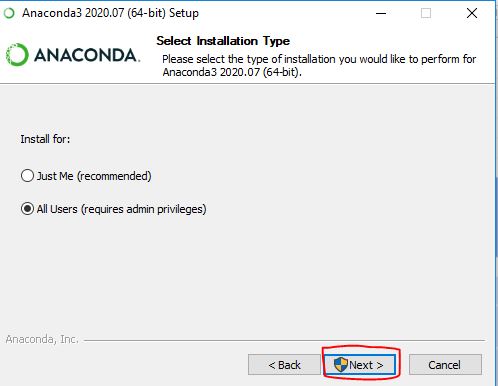 Anaconda3 2020.07 (64-bit) Setup
ANACONDA.
Select Installation Type
Please select the type of installation you would like to perform for
Anaconda3 2020.07 (64-bit).
Install for:
Just Me (recommended)
All Users (requires admin privileges)
Anaconda, Inc.
< Back
Next >
Cancel